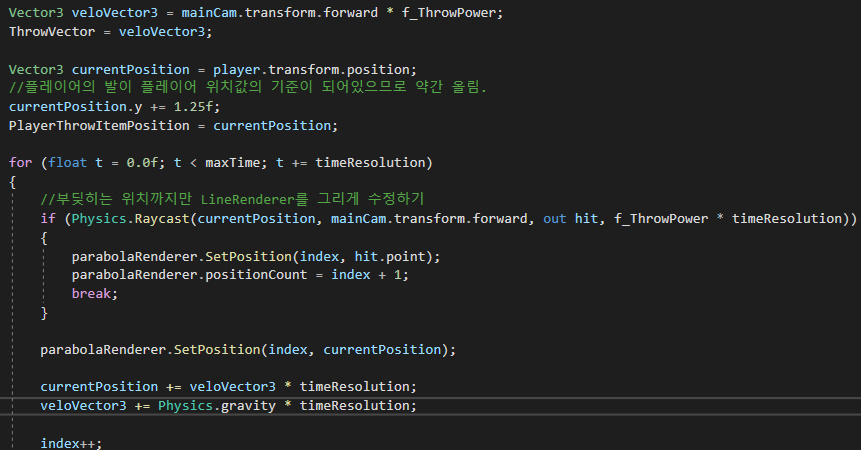 Vector3 veloVector3 = mainCam.transform.forward * f_ThrowPower;
ThrowVector = veloVector3;
Vector3 currentPosition = player.transform.position;
//플레이어의 발이 플레이어 위치값의 기준이 되어있으므로 약간 올림.
currentPosition.y += 1.25f;
PlayerThrowItemPosition = currentPosition;
for (float t = 0.0f; t < maxTime; t += timeResolution)
{
//부딪히는 위치까지만 LineRenderer를 그리게 수정하기
if (Physics.Raycast(currentPosition, mainCam.transform.forward, out hit, f_ThrowPower * timeResolution))
{
parabolaRenderer.SetPosition(index, hit.point);
parabolaRenderer.positionCount = index + 1;
break;
}
parabolaRenderer.SetPosition(index, currentPosition);
currentPosition += veloVector3 * timeResolution;
veloVector3 += Physics.gravity * timeResolution;
index++;